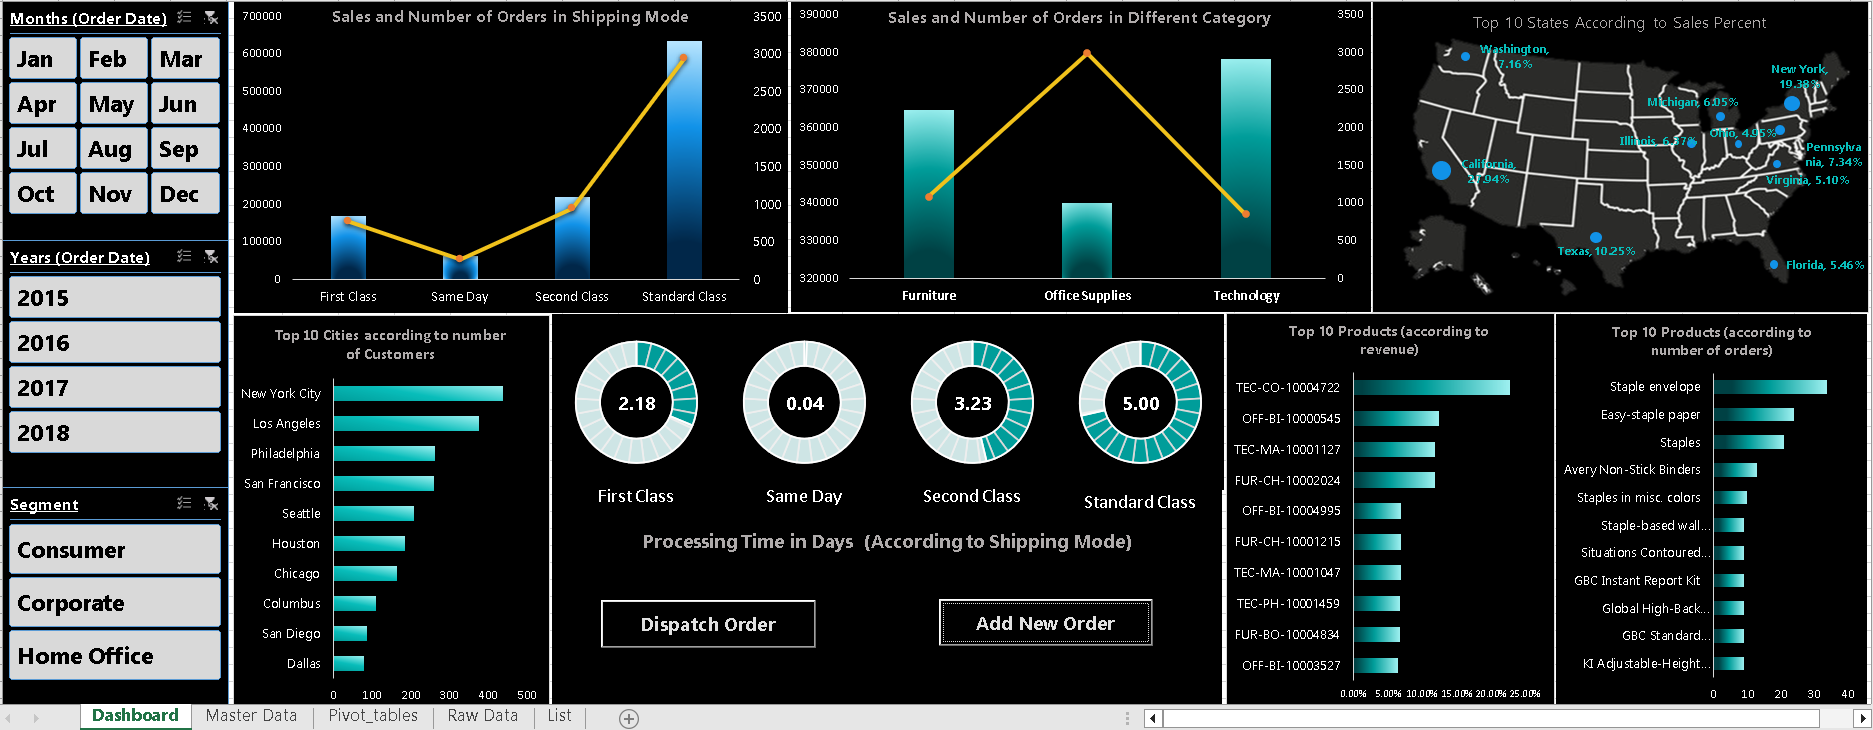 Months (Order Date)
Jan Feb Mar
Apr May Jun
Jul Aug Sep
Oct Nov Dec
Years (Order Date)
2015
2016
2017
2018
Segment
Consumer
Corporate
Home Office
Sales and Number of Orders in Shipping Mode
700000
600000
500000
400000
300000
200000
100000
0
3500
3000
2500
2000
1500
1000
500
0
First Class Same Day Second Class Standard Class
Sales and Number of Orders in Different Category
390000
380000
370000
360000
350000
340000
330000
320000
3500
3000
2500
2000
1500
1000
500
0
Furniture Office Supplies Technology
Top 10 States According to Sales Percent
Washington,
7.16%
New York,
19.38%
Michigan, 6.05%
Ohio, 4.95%
Illinois, 6.37%
Pennsylva
nia, 7.34%
California,
Virginia, 5.10%
Texas, 10.25%
Florida, 5.46%
Top 10 Cities according to number
of Customers
New York City
Los Angeles
Philadelphia
San Francisco
Seattle
Houston
Chicago
Columbus
San Diego
Dallas
0 100 200 300 400 500
2.18 0.04 3.23 5.00
First Class Same Day Second Class Standard Class
Processing Time in Days (According to Shipping Mode)
Dispatch Order Add New Order
Top 10 Products (according to
revenue)
TEC-CO-10004722
OFF-BI-10000545
TEC-MA-10001127
FUR-CH-10002024
OFF-BI-10004995
FUR-CH-10001215
TEC-MA-10001047
TEC-PH-10001459
FUR-BO-10004834
OFF-BI-10003527
0.00% 5.00% 10.00% 15.00% 20.00% 25.00%
Top 10 Products (according to
number of orders)
Staple envelope
Easy-staple paper
Staples
Avery Non-Stick Binders
Staples in misc. colors
Staple-based wall...
Situations Contoured...
GBC Instant Report Kit
Global High-Back...
GBC Standard...
KI Adjustable-Height...
0 10 20 30 40
Dashboard Master Data Pivot_tables Raw Data List